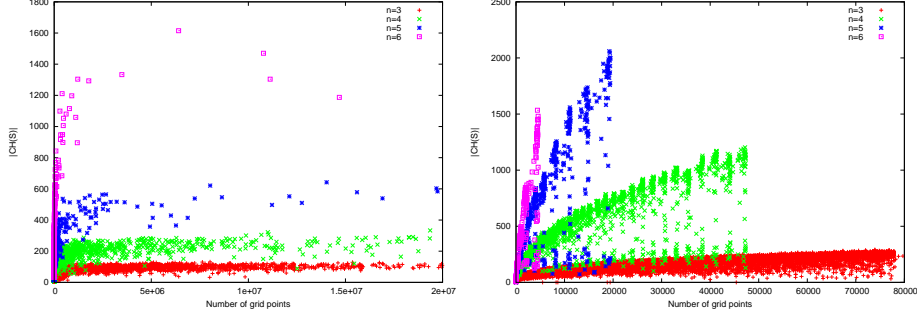 1800
1600
1400
1200
1000
800
600
400
200
0
|CH(S)|
0
5e+06
1e+07
1.5e+07
2e+07
Number of grid points
n=3
n=4
n=5
n=6
2500
2000
1500
1000
500
0
|CH(S)|
0
10000
20000
30000
40000
50000
60000
70000
80000
Number of grid points
n=3
n=4
n=5
n=6